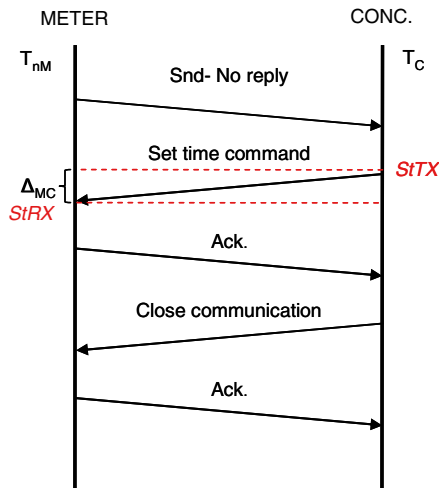 METER CONC.
TnM TC
Snd- No reply
Set time command
StTX
ΔMC
StRX
Ack.
Close communication
Ack.